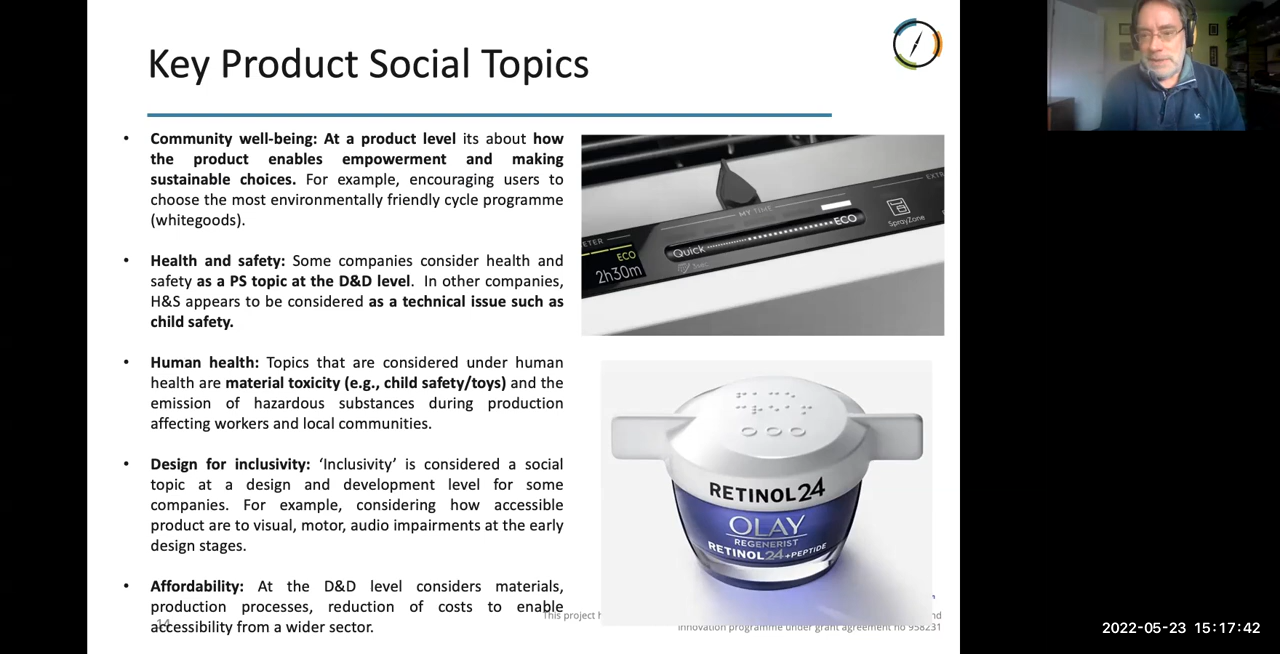 Key Product Social Topics
• Community well-being: At a product level its about how
the product enables empowerment and making
sustainable choices. For example, encouraging users to
choose the most environmentally friendly cycle programme
(whitegoods).
• Health and safety: Some companies consider health and
safety as a PS topic at the D&D level. In other companies,
H&S appears to be considered as a technical issue such as
child safety.
• Human health: Topics that are considered under human
health are material toxicity (e.g., child safety/toys) and the
emission of hazardous substances during production
affecting workers and local communities.
• Design for inclusivity: ‘Inclusivity’ is considered a social
topic at a design and development level for some
companies. For example, considering how accessible
product are to visual, motor, audio impairments at the early
design stages.
• Affordability: At the D&D level considers materials,
production processes, reduction of costs to enable
accessibility from a wider sector.
14
ETER
ECO
2h30m
MY TIME
Quick
ECO
EXTR
SprayZone
RETINOL24
OLAY
REGENERIST
RETINOL24+PEPTIDE
This project h
nd
innovation programme under grant agreement no 958231
2022-05-23 15:17:42